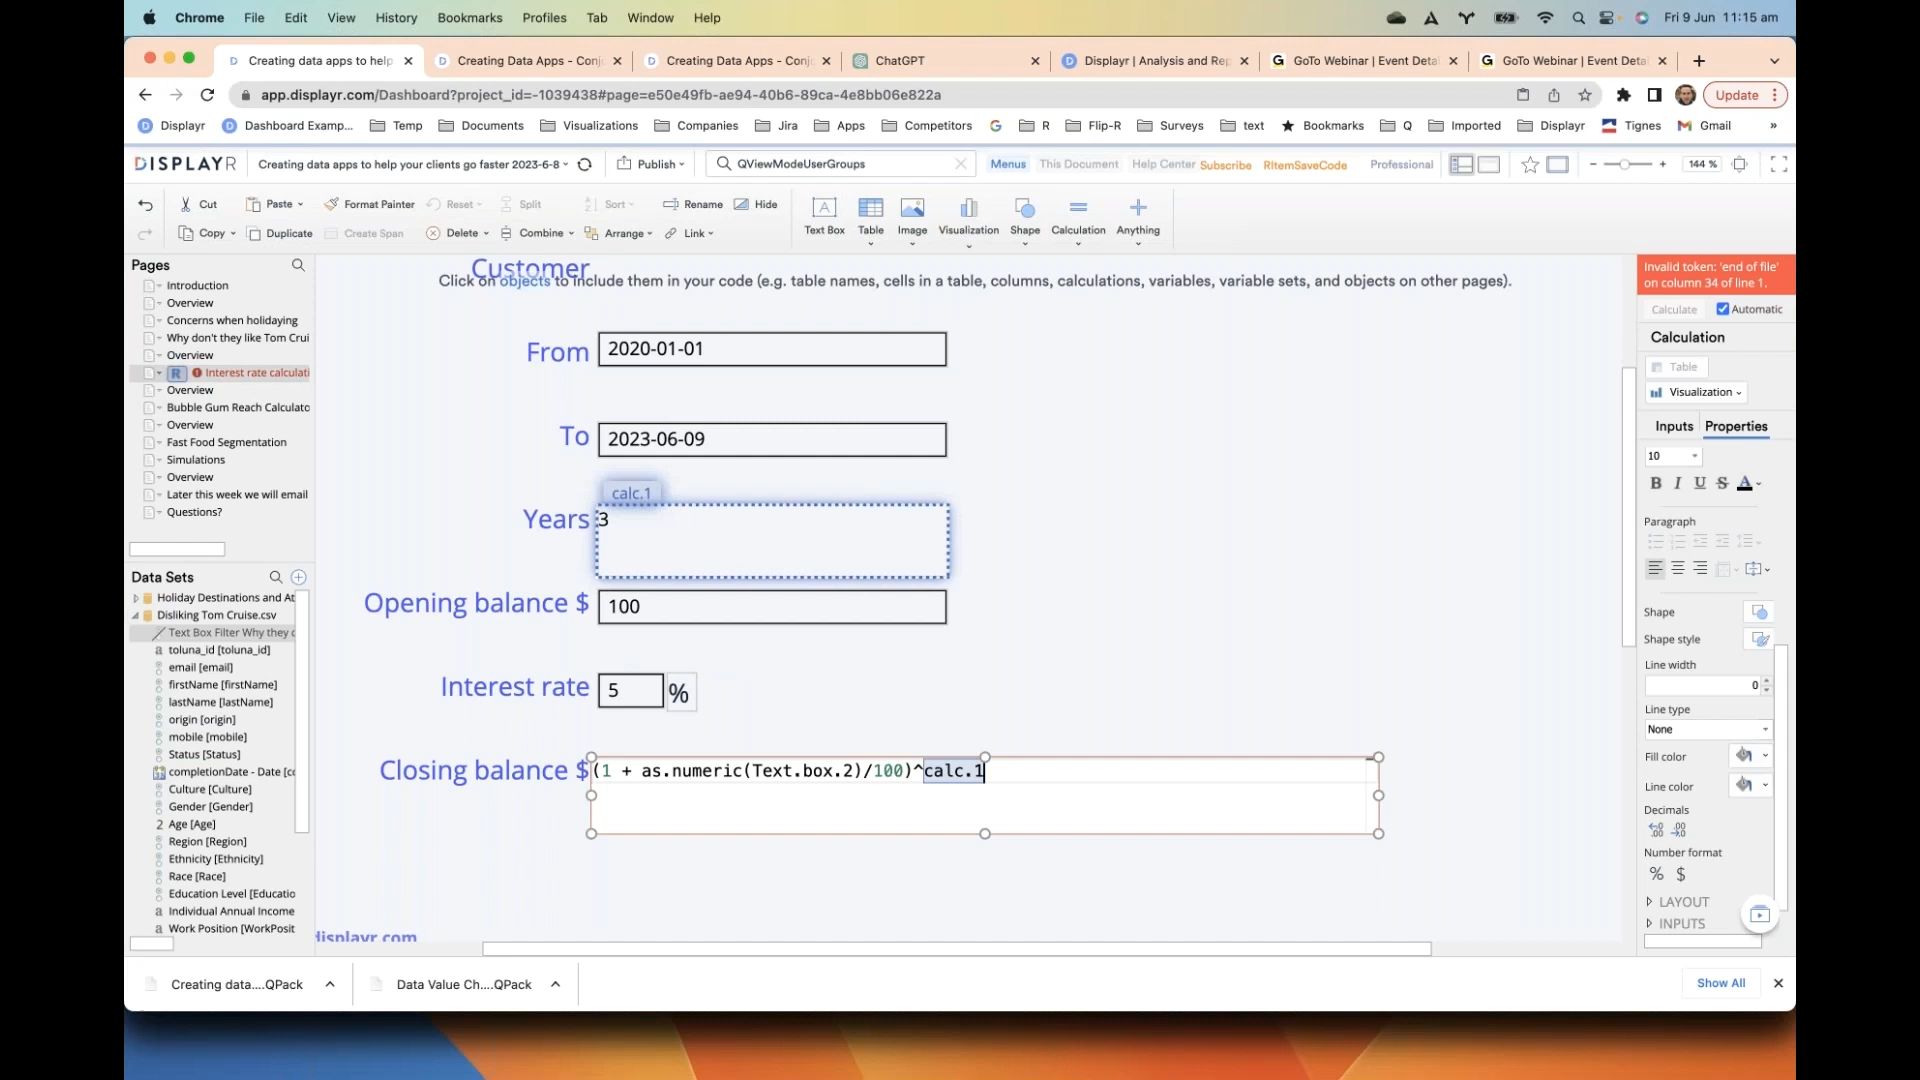 Chrome File Edit View History Bookmarks Profiles Tab Window Help Fri 9 Jun 11:15 am
Creating data apps to help Creating Data Apps - Conj Creating Data Apps - Conj ChatGPT Displayr | Analysis and Rep GoTo Webinar | Event Deta GoTo Webinar | Event Deta
app.displayr.com/Dashboard?project_id=-1039438#page=e50e49fb-ae94-40b6-89ca-4e8bb06e822a Update
Displayr Dashboard Examp... Temp Documents Visualizations Companies Jira Apps Competitors R Flip-R Surveys text Bookmarks Q Imported Displayr Tignes Gmail »
DISPLAYR Creating data apps to help your clients go faster 2023-6-8 Publish QViewModeUserGroups Menus This Document Help Center Subscribe RItemSaveCode Professional 144 %
Cut Paste Format Painter Reset Split Sort Rename Hide
Copy Duplicate Create Span Delete Combine Arrange Link
Text Box Table Image Visualization Shape Calculation Anything
Pages
Introduction
Overview
Concerns when holidaying
Why don't they like Tom Crui
Overview
R Interest rate calculati
Overview
Bubble Gum Reach Calculato
Overview
Fast Food Segmentation
Simulations
Overview
Later this week we will email
Questions?
Data Sets
Holiday Destinations and At
Disliking Tom Cruise.csv
Text Box Filter Why they d
toluna_id [toluna_id]
email [email]
firstName [firstName]
lastName [lastName]
origin [origin]
mobile [mobile]
Status [Status]
completionDate - Date [co
Culture [Culture]
Gender [Gender]
Age [Age]
Region [Region]
Ethnicity [Ethnicity]
Race [Race]
Education Level [Educatio
Individual Annual Income
Work Position [WorkPosit
Customer
Click on objects to include them in your code (e.g. table names, cells in a table, columns, calculations, variables, variable sets, and objects on other pages).
From 2020-01-01
To 2023-06-09
calc.1
Years 3
Opening balance $ 100
Interest rate 5 %
Closing balance $ (1 + as.numeric(Text.box.2)/100)^calc.1
displayr.com
Invalid token: 'end of file'
on column 34 of line 1.
Calculate Automatic
Calculation
Table
Visualization
Inputs Properties
10
B I U S A
Paragraph
Shape
Shape style
Line width
0
Line type
None
Fill color
Line color
Decimals
Number format
% $
LAYOUT
INPUTS
Creating data....QPack Data Value Ch....QPack Show All